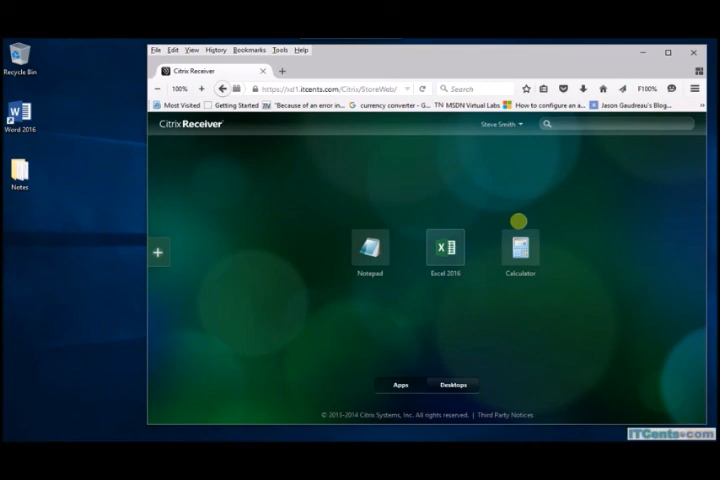 File Edit View History Bookmarks Tools Help
Citrix Receiver
100% https://xd1.itcents.com/Citrix/StoreWeb/ Search F100%
Most Visited Getting Started "Because of an error in... currency converter - G... TN MSDN Virtual Labs How to configure an a... Jason Gaudreau's Blog...
Citrix Receiver
Steve Smith
Recycle Bin
Word 2016
Notes
Notepad
Excel 2016
Calculator
Apps
Desktops
© 2013-2014 Citrix Systems, Inc. All rights reserved. | Third Party Notices
ITCents.com